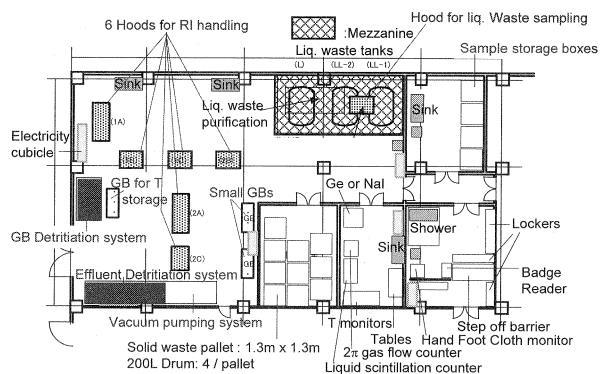 6 Hoods for RI handling
:Mezzanine
Hood for liq. Waste sampling
Liq. waste tanks
Sample storage boxes
(L) (LL-2) (LL-1)
Sink
Sink
Liq. waste
purification
Sink
(1A)
Electricity
cubicle
GB for T
storage
Small GBs
Ge or NaI
(2A)
Shower
Lockers
GB Detritiation system
Sink
(2C)
Effluent Detritiation system
Badge
Reader
Vacuum pumping system
T monitors
Step off barrier
Solid waste pallet : 1.3m x 1.3m
Tables
Hand Foot Cloth monitor
200L Drum: 4 / pallet
2π gas flow counter
Liquid scintillation counter